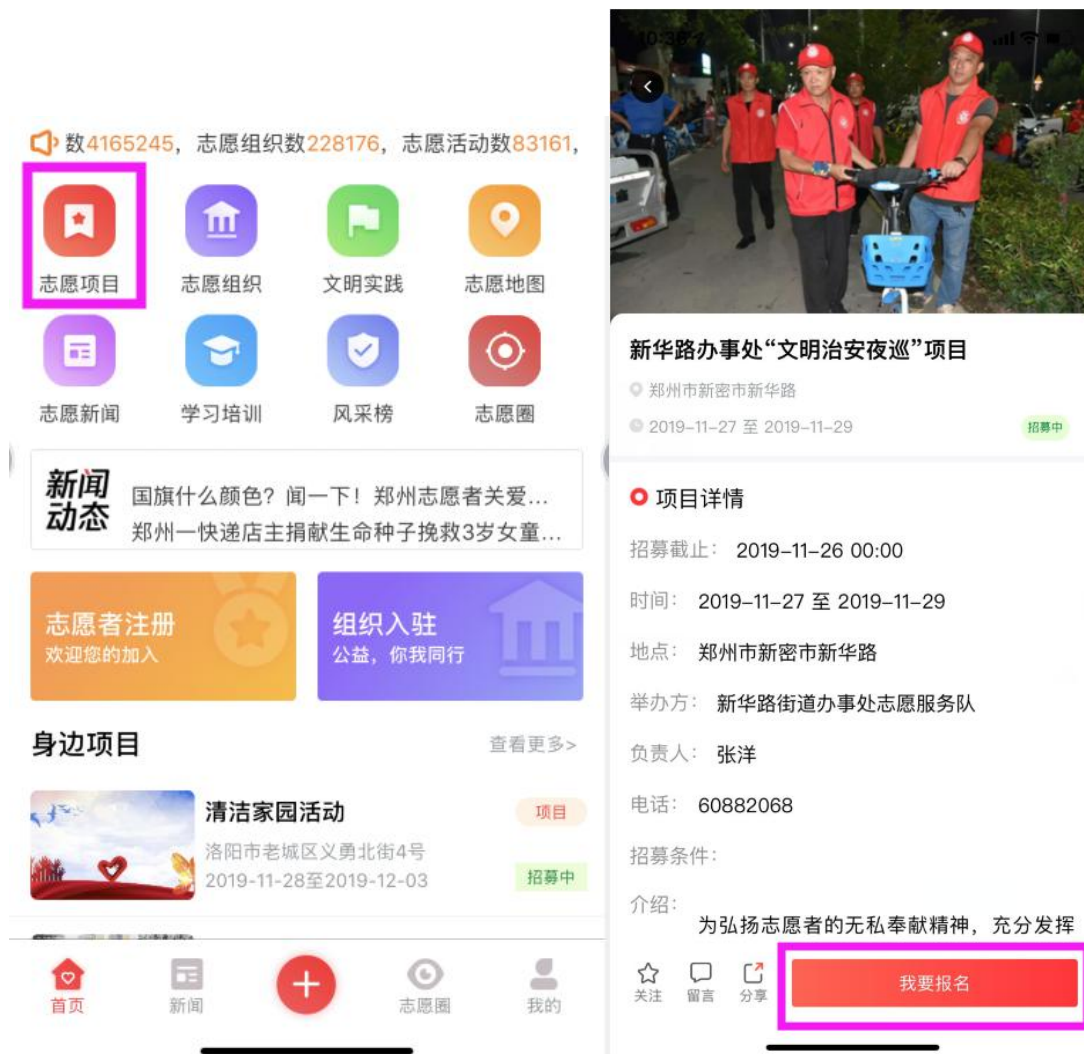 数4165245，志愿组织数228176，志愿活动数83161，
志愿项目
志愿组织
文明实践
志愿地图
志愿新闻
学习培训
风采榜
志愿圈
新闻
动态
国旗什么颜色？闻一下！郑州志愿者关爱...
郑州一快递店主捐献生命种子挽救3岁女童...
志愿者注册
欢迎您的加入
组织入驻
公益，你我同行
身边项目
查看更多>
清洁家园活动
项目
洛阳市老城区义勇北街4号
2019-11-28至2019-12-03
招募中
首页
新闻
志愿圈
我的
10:38
新华路办事处“文明治安夜巡”项目
郑州市新密市新华路
2019-11-27 至 2019-11-29
招募中
项目详情
招募截止： 2019-11-26 00:00
时间： 2019-11-27 至 2019-11-29
地点： 郑州市新密市新华路
举办方： 新华路街道办事处志愿服务队
负责人： 张洋
电话： 60882068
招募条件：
介绍：
为弘扬志愿者的无私奉献精神，充分发挥
关注
留言
分享
我要报名